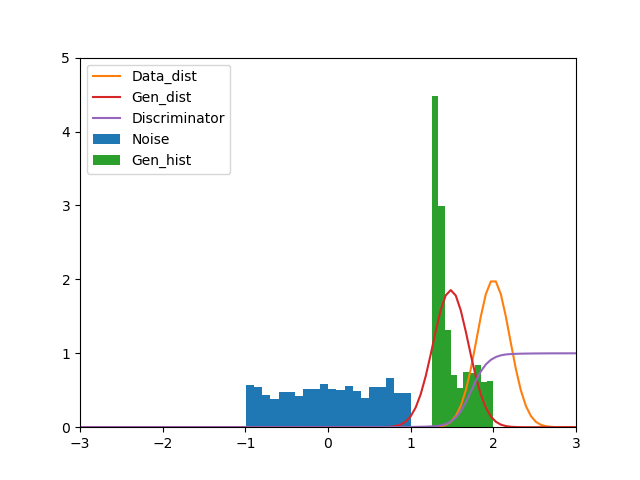 5
4
3
2
1
0
Data_dist
Gen_dist
Discriminator
Noise
Gen_hist
−3 −2 −1 0 1 2 3